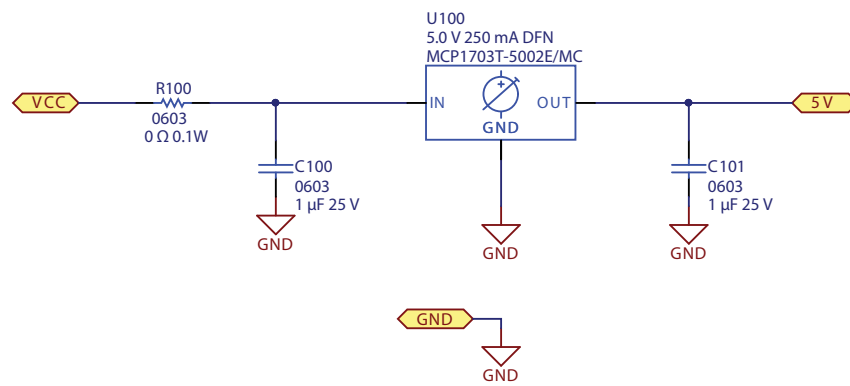 U100
5.0 V 250 mA DFN
MCP1703T-5002E/MC
VCC
R100
0603
0 Ω 0.1W
IN
OUT
GND
5V
C100
0603
1 µF 25 V
GND
GND
C101
0603
1 µF 25 V
GND
GND
GND